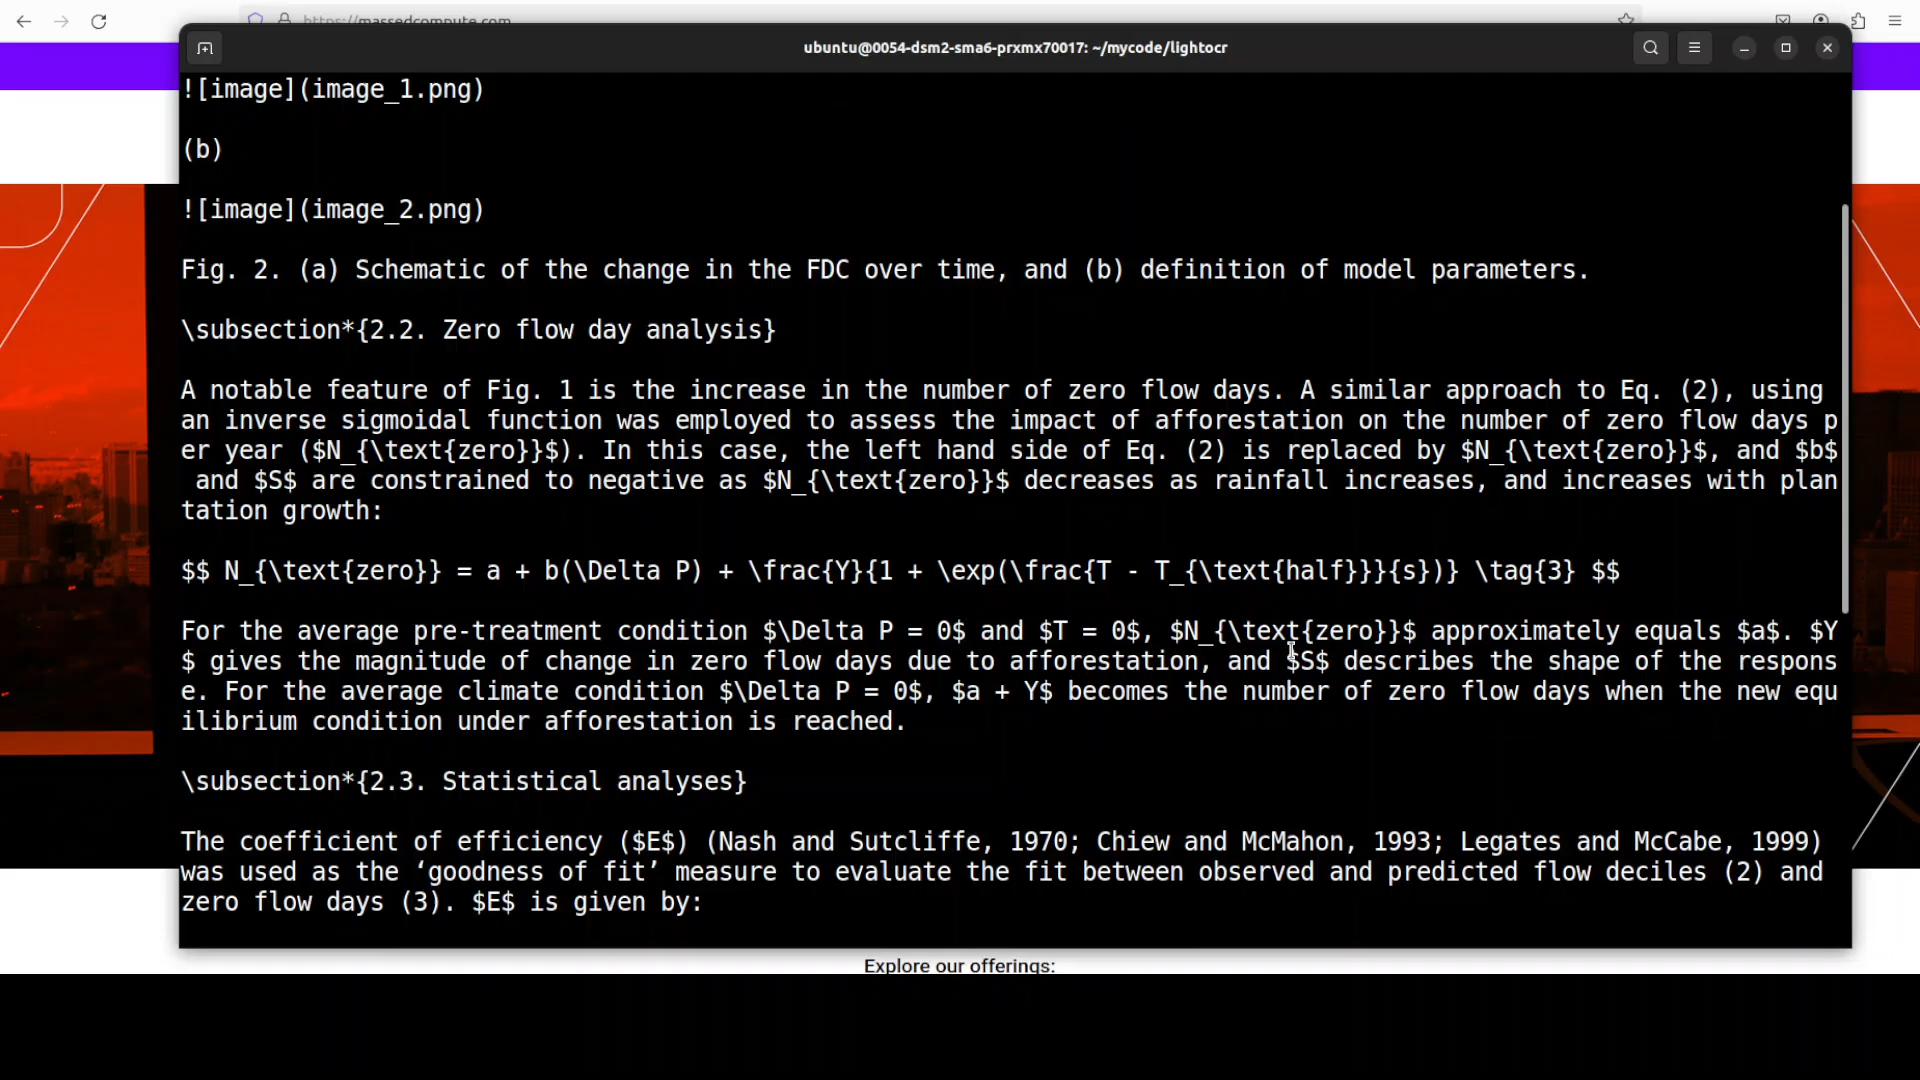 https://massedcompute.com
ubuntu@0054-dsm2-sma6-prxmx70017: ~/mycode/lightocr
![image](image_1.png)
(b)
![image](image_2.png)
Fig. 2. (a) Schematic of the change in the FDC over time, and (b) definition of model parameters.
\subsection*{2.2. Zero flow day analysis}
A notable feature of Fig. 1 is the increase in the number of zero flow days. A similar approach to Eq. (2), using
an inverse sigmoidal function was employed to assess the impact of afforestation on the number of zero flow days p
er year ($N_{\text{zero}}$). In this case, the left hand side of Eq. (2) is replaced by $N_{\text{zero}}$, and $b$
and $S$ are constrained to negative as $N_{\text{zero}}$ decreases as rainfall increases, and increases with plan
tation growth:
$$ N_{\text{zero}} = a + b(\Delta P) + \frac{Y}{1 + \exp(\frac{T - T_{\text{half}}}{s})} \tag{3} $$
For the average pre-treatment condition $\Delta P = 0$ and $T = 0$, $N_{\text{zero}}$ approximately equals $a$. $Y
$ gives the magnitude of change in zero flow days due to afforestation, and $S$ describes the shape of the respons
e. For the average climate condition $\Delta P = 0$, $a + Y$ becomes the number of zero flow days when the new equ
ilibrium condition under afforestation is reached.
\subsection*{2.3. Statistical analyses}
The coefficient of efficiency ($E$) (Nash and Sutcliffe, 1970; Chiew and McMahon, 1993; Legates and McCabe, 1999)
was used as the ‘goodness of fit’ measure to evaluate the fit between observed and predicted flow deciles (2) and
zero flow days (3). $E$ is given by:
Explore our offerings: